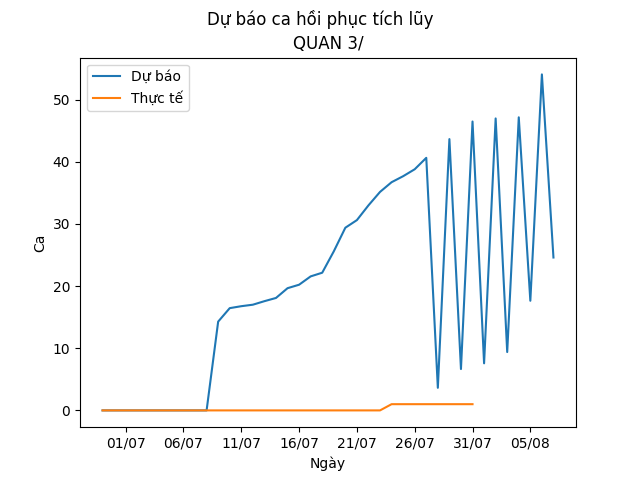 Dự báo ca hồi phục tích lũy
QUAN 3/
Dự báo
Thực tế
Ca
50
40
30
20
10
0
01/07
06/07
11/07
16/07
21/07
26/07
31/07
05/08
Ngày